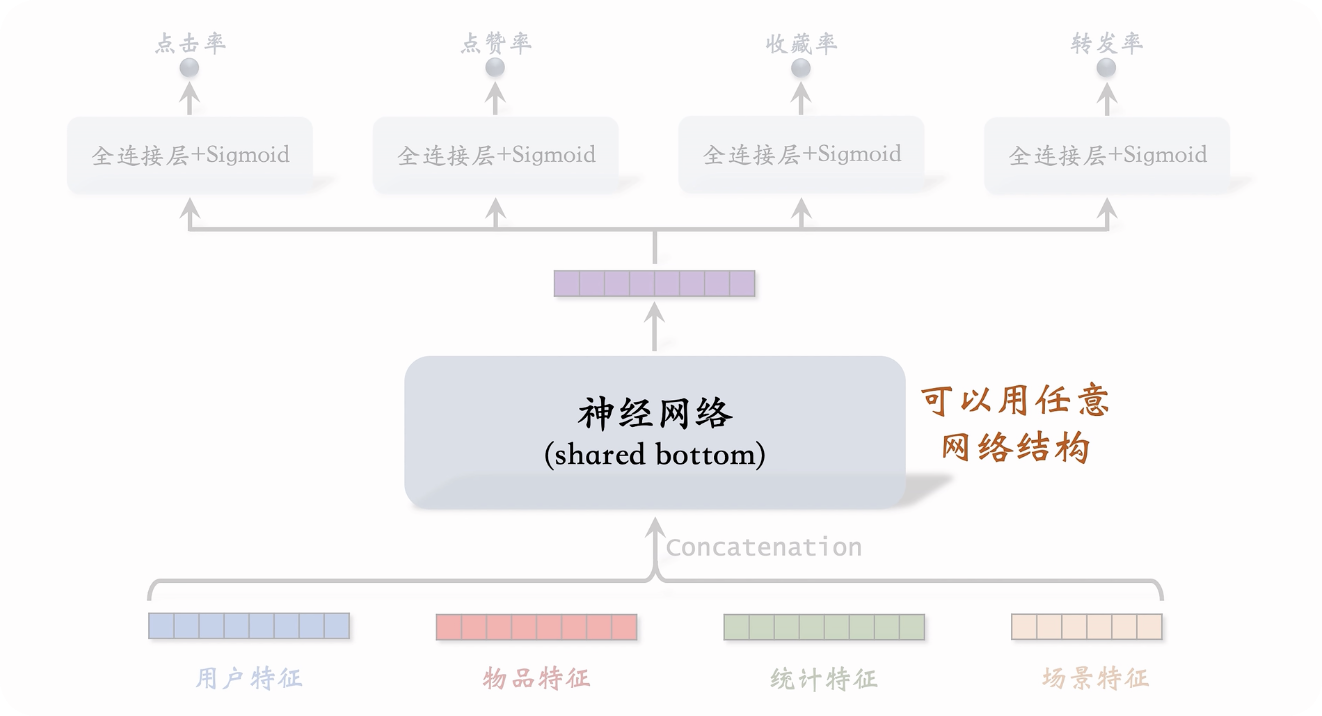 点击率
点赞率
收藏率
转发率
全连接层+Sigmoid
全连接层+Sigmoid
全连接层+Sigmoid
全连接层+Sigmoid
神经网络
(shared bottom)
可以用任意
网络结构
Concatenation
用户特征
物品特征
统计特征
场景特征